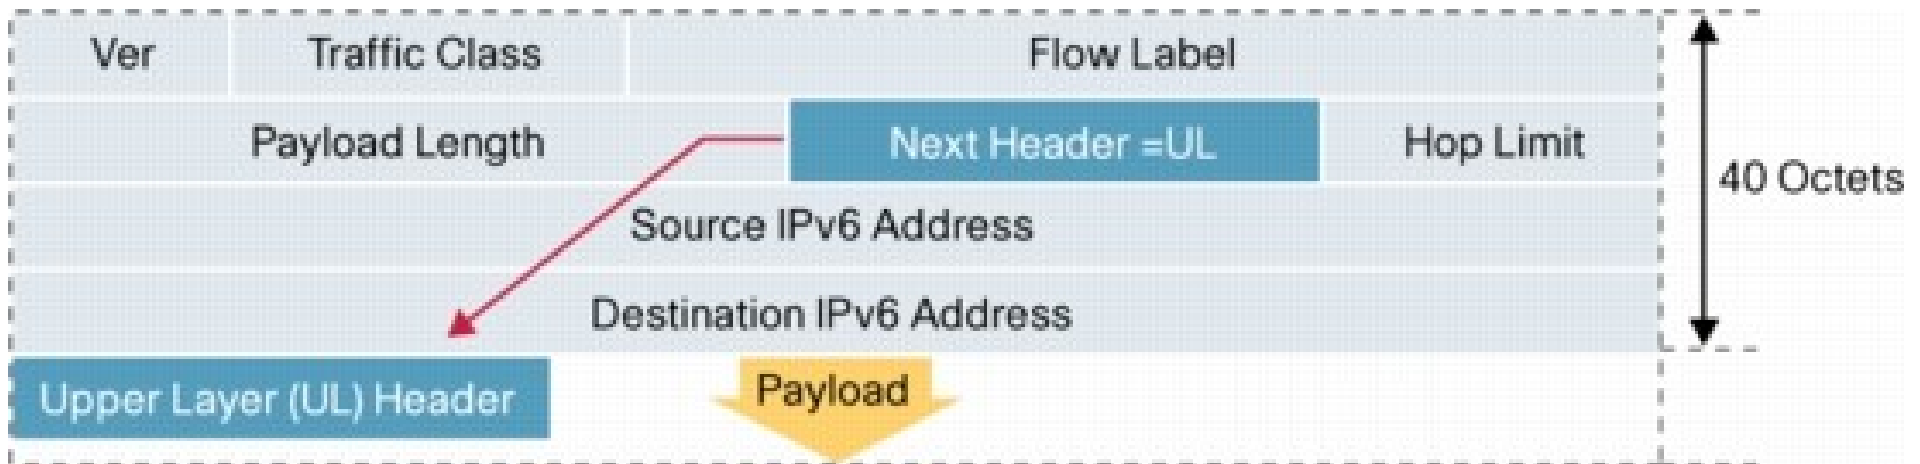 Ver Traffic Class Flow Label
Payload Length Next Header =UL Hop Limit
40 Octets
Source IPv6 Address
Destination IPv6 Address
Upper Layer (UL) Header Payload